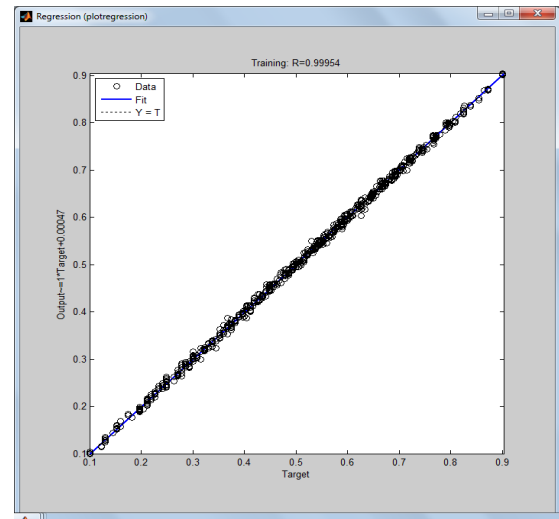 Regression (plotregression)
Training: R=0.99954
Data
Fit
Y = T
0.9
0.8
0.7
0.6
0.5
0.4
0.3
0.2
0.1
Output~=1*Target+0.00047
0.1 0.2 0.3 0.4 0.5 0.6 0.7 0.8 0.9
Target